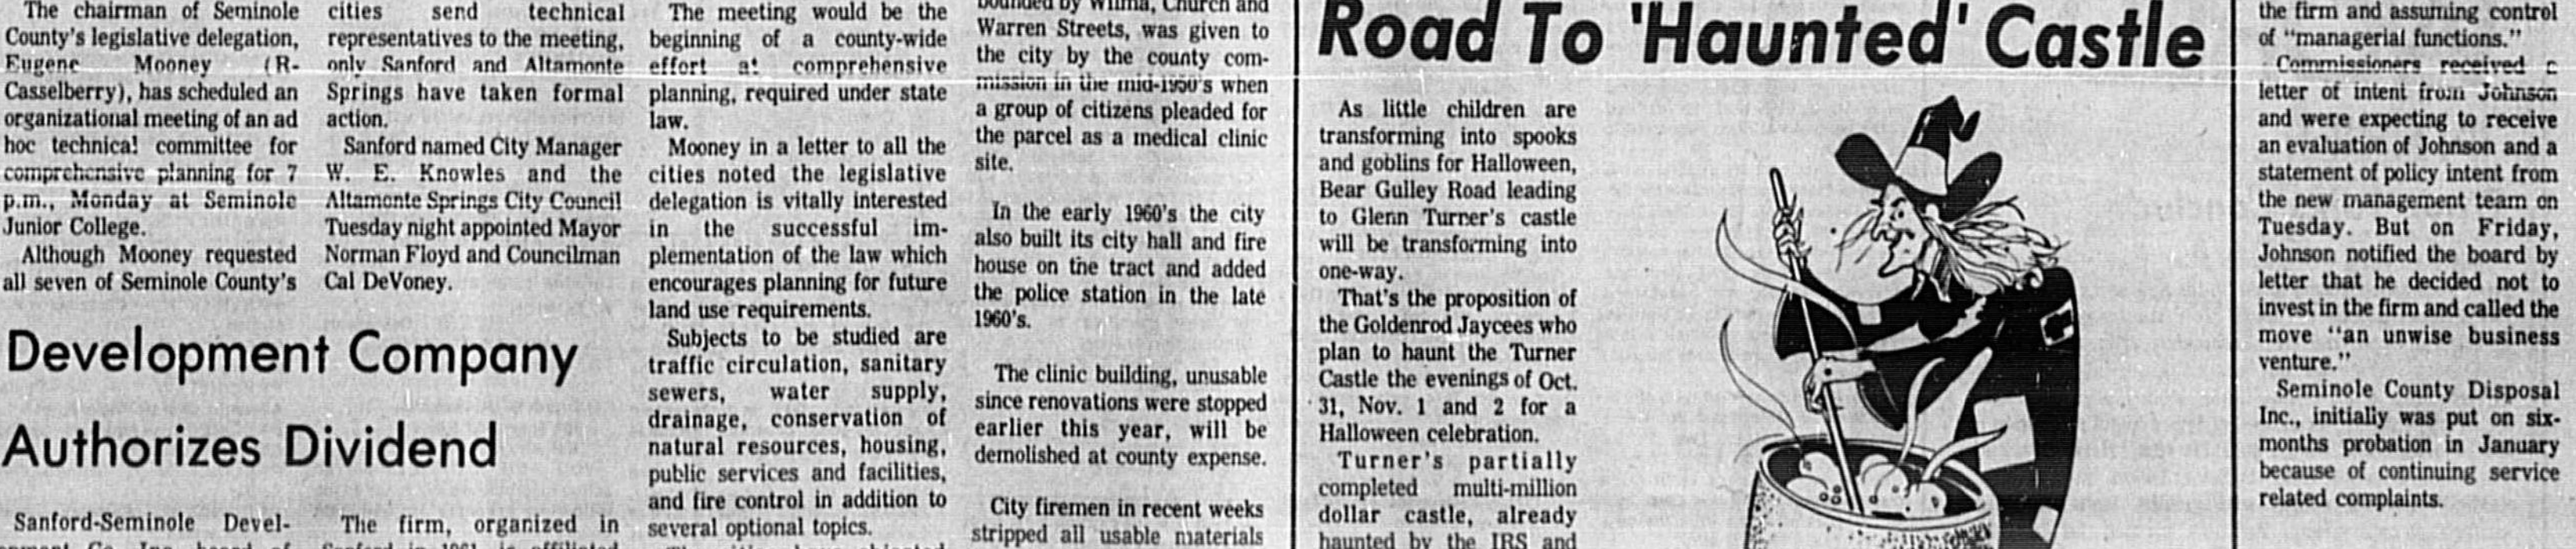 The chairman of Seminole
County's legislative delegation,
Eugene Mooney (R-
Casselberry), has scheduled an
organizational meeting of an ad
hoc technical committee for
comprehensive planning for 7
p.m., Monday at Seminole
Junior College.
Although Mooney requested
all seven of Seminole County's
cities send technical
representatives to the meeting,
only Sanford and Altamonte
Springs have taken formal
action.
Sanford named City Manager
W. E. Knowles and the
Altamonte Springs City Council
Tuesday night appointed Mayor
Norman Floyd and Councilman
Cal DeVoney.
The meeting would be the
beginning of a county-wide
effort at comprehensive
planning, required under state
law.
Mooney in a letter to all the
cities noted the legislative
delegation is vitally interested
in the successful im-
plementation of the law which
encourages planning for future
land use requirements.
Subjects to be studied are
traffic circulation, sanitary
sewers, water supply,
drainage, conservation of
natural resources, housing,
public services and facilities,
and fire control in addition to
several optional topics.
Development Company
Authorizes Dividend
Sanford-Seminole Devel-
The firm, organized in
bounded by Wilma, Church and
Warren Streets, was given to
the city by the county com-
mission in the mid-1950's when
a group of citizens pleaded for
the parcel as a medical clinic
site.
In the early 1960's the city
also built its city hall and fire
house on the tract and added
the police station in the late
1960's.
The clinic building, unusable
since renovations were stopped
earlier this year, will be
demolished at county expense.
City firemen in recent weeks
stripped all usable materials
Road To 'Haunted' Castle
As little children are
transforming into spooks
and goblins for Halloween,
Bear Gulley Road leading
to Glenn Turner's castle
will be transforming into
one-way.
That's the proposition of
the Goldenrod Jaycees who
plan to haunt the Turner
Castle the evenings of Oct.
31, Nov. 1 and 2 for a
Halloween celebration.
Turner's partially
completed multi-million
dollar castle, already
haunted by the IRS and
the firm and assuming control
of "managerial functions."
Commissioners received
letter of intent from Johnson
and were expecting to receive
an evaluation of Johnson and a
statement of policy intent from
the new management team on
Tuesday. But on Friday,
Johnson notified the board by
letter that he decided not to
invest in the firm and called the
move "an unwise business
venture."
Seminole County Disposal
Inc., initially was put on six-
months probation in January
because of continuing service
related complaints.